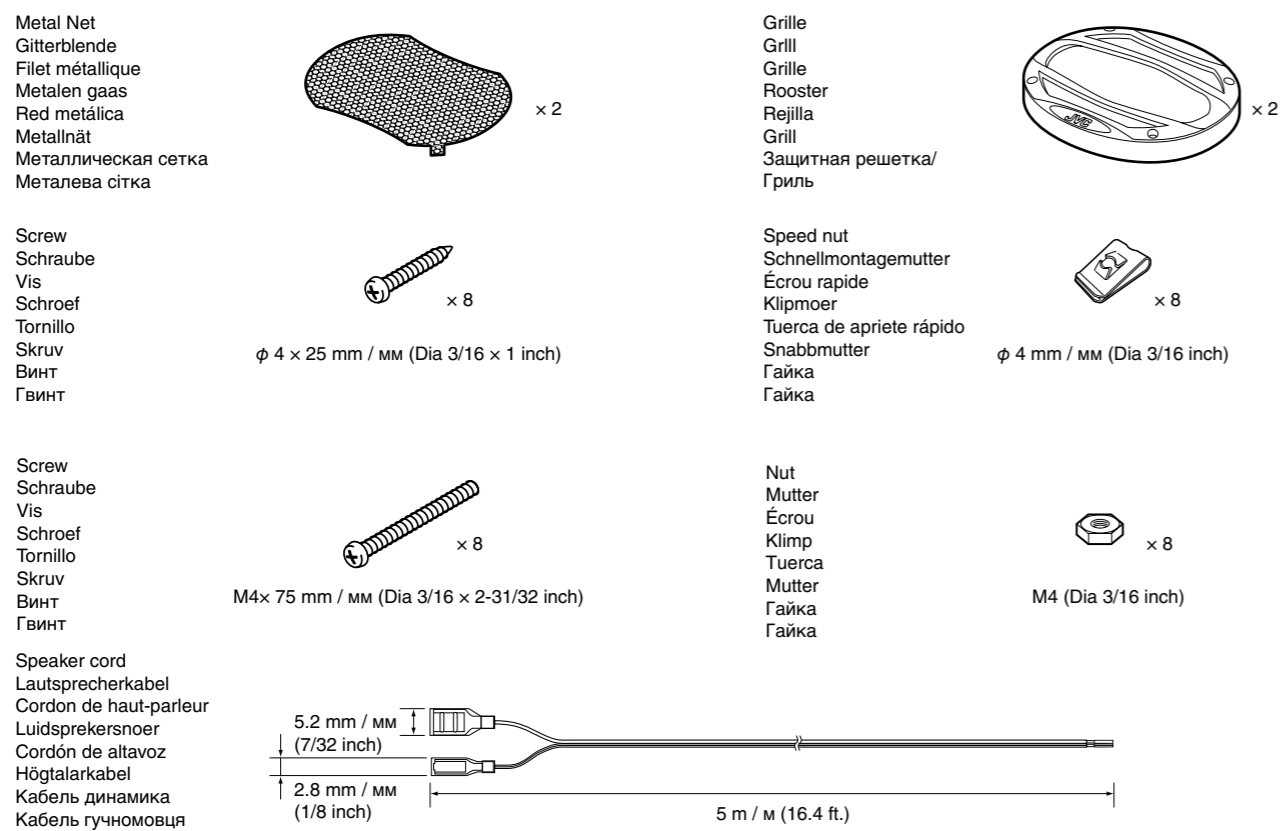 Metal Net
Gitterblende
Filet métallique
Metalen gaas
Red metálica
Metallnät
Металлическая сетка
Металева сітка
× 2
Grille
Grlll
Grille
Rooster
Rejilla
Grill
Защитная решетка/
Гриль
JVC
× 2
Screw
Schraube
Vis
Schroef
Tornillo
Skruv
Винт
Гвинт
× 8
φ 4 × 25 mm / мм (Dia 3/16 × 1 inch)
Speed nut
Schnellmontagemutter
Écrou rapide
Klipmoer
Tuerca de apriete rápido
Snabbmutter
Гайка
Гайка
× 8
φ 4 mm / мм (Dia 3/16 inch)
Screw
Schraube
Vis
Schroef
Tornillo
Skruv
Винт
Гвинт
× 8
M4× 75 mm / мм (Dia 3/16 × 2-31/32 inch)
Nut
Mutter
Écrou
Klimp
Tuerca
Mutter
Гайка
Гайка
× 8
M4 (Dia 3/16 inch)
Speaker cord
Lautsprecherkabel
Cordon de haut-parleur
Luidsprekersnoer
Cordón de altavoz
Högtalarkabel
Кабель динамика
Кабель гучномовця
5.2 mm / мм
(7/32 inch)
2.8 mm / мм
(1/8 inch)
5 m / м (16.4 ft.)